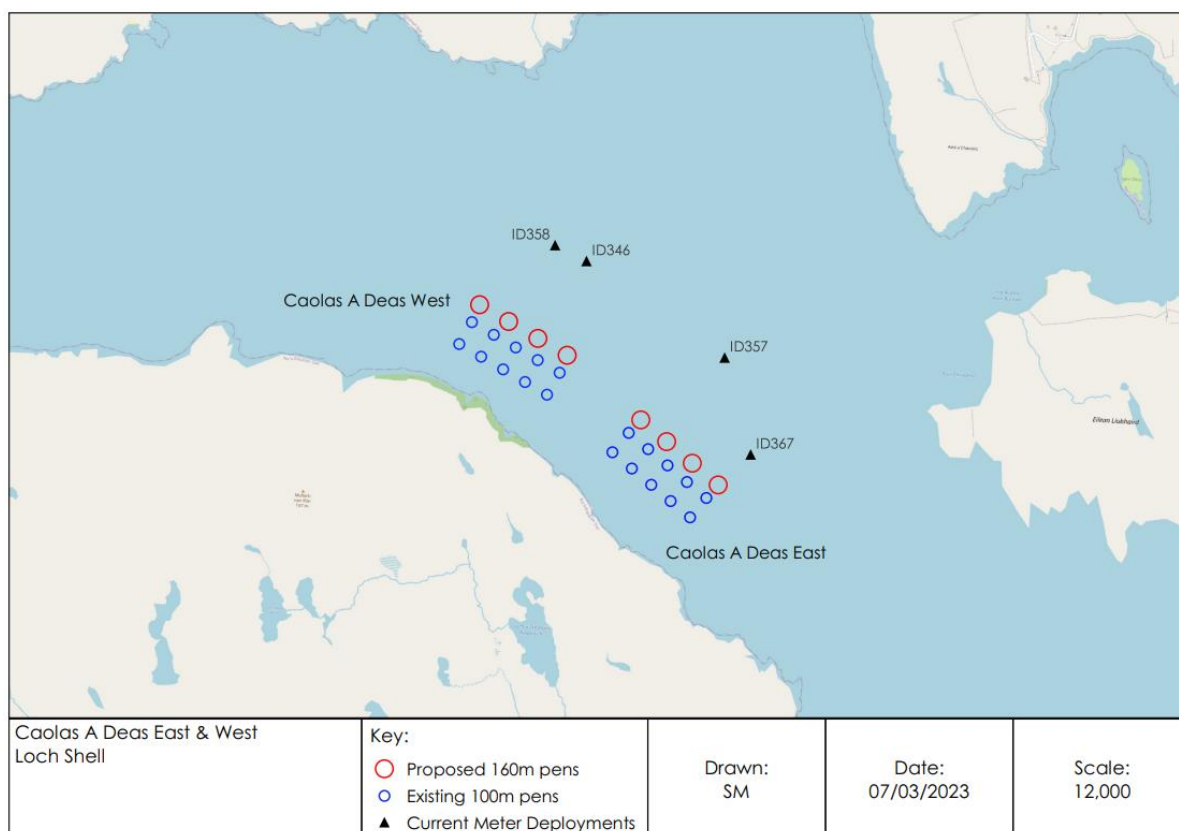 ID358
ID346
Caolas A Deas West
ID357
Eilean Liubhaird
ID367
Caolas A Deas East
Caolas A Deas East & West
Loch Shell
Key:
Proposed 160m pens
Existing 100m pens
Current Meter Deployments
Drawn:
SM
Date:
07/03/2023
Scale:
12,000